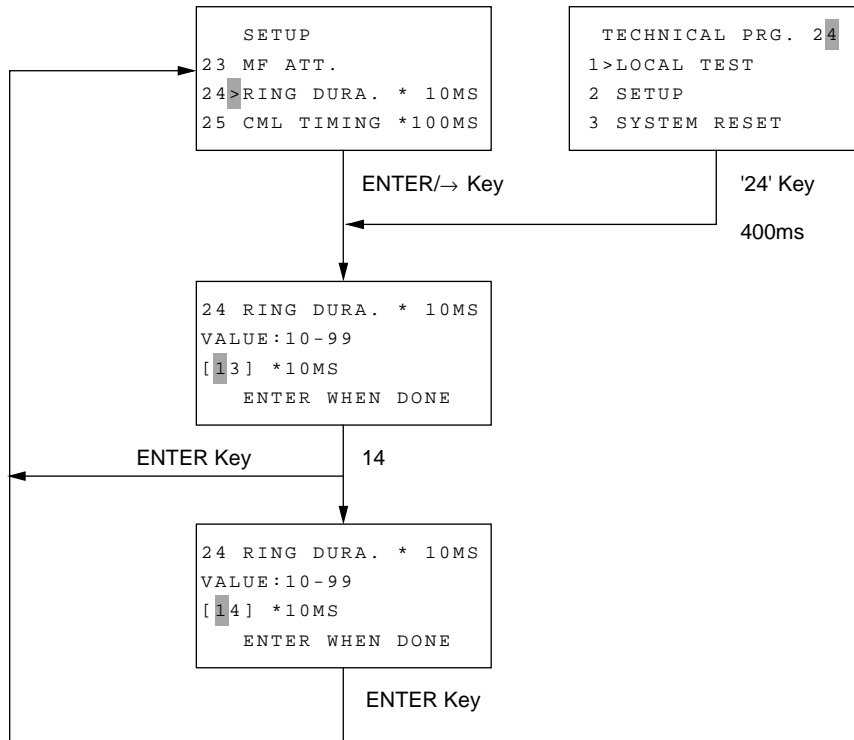 SETUP
23 MF ATT.
24>RING DURA. * 10MS
25 CML TIMING *100MS
TECHNICAL PRG. 24
1>LOCAL TEST
2 SETUP
3 SYSTEM RESET
ENTER/→ Key
'24' Key
400ms
24 RING DURA. * 10MS
VALUE:10-99
[13] *10MS
ENTER WHEN DONE
ENTER Key
14
24 RING DURA. * 10MS
VALUE:10-99
[14] *10MS
ENTER WHEN DONE
ENTER Key